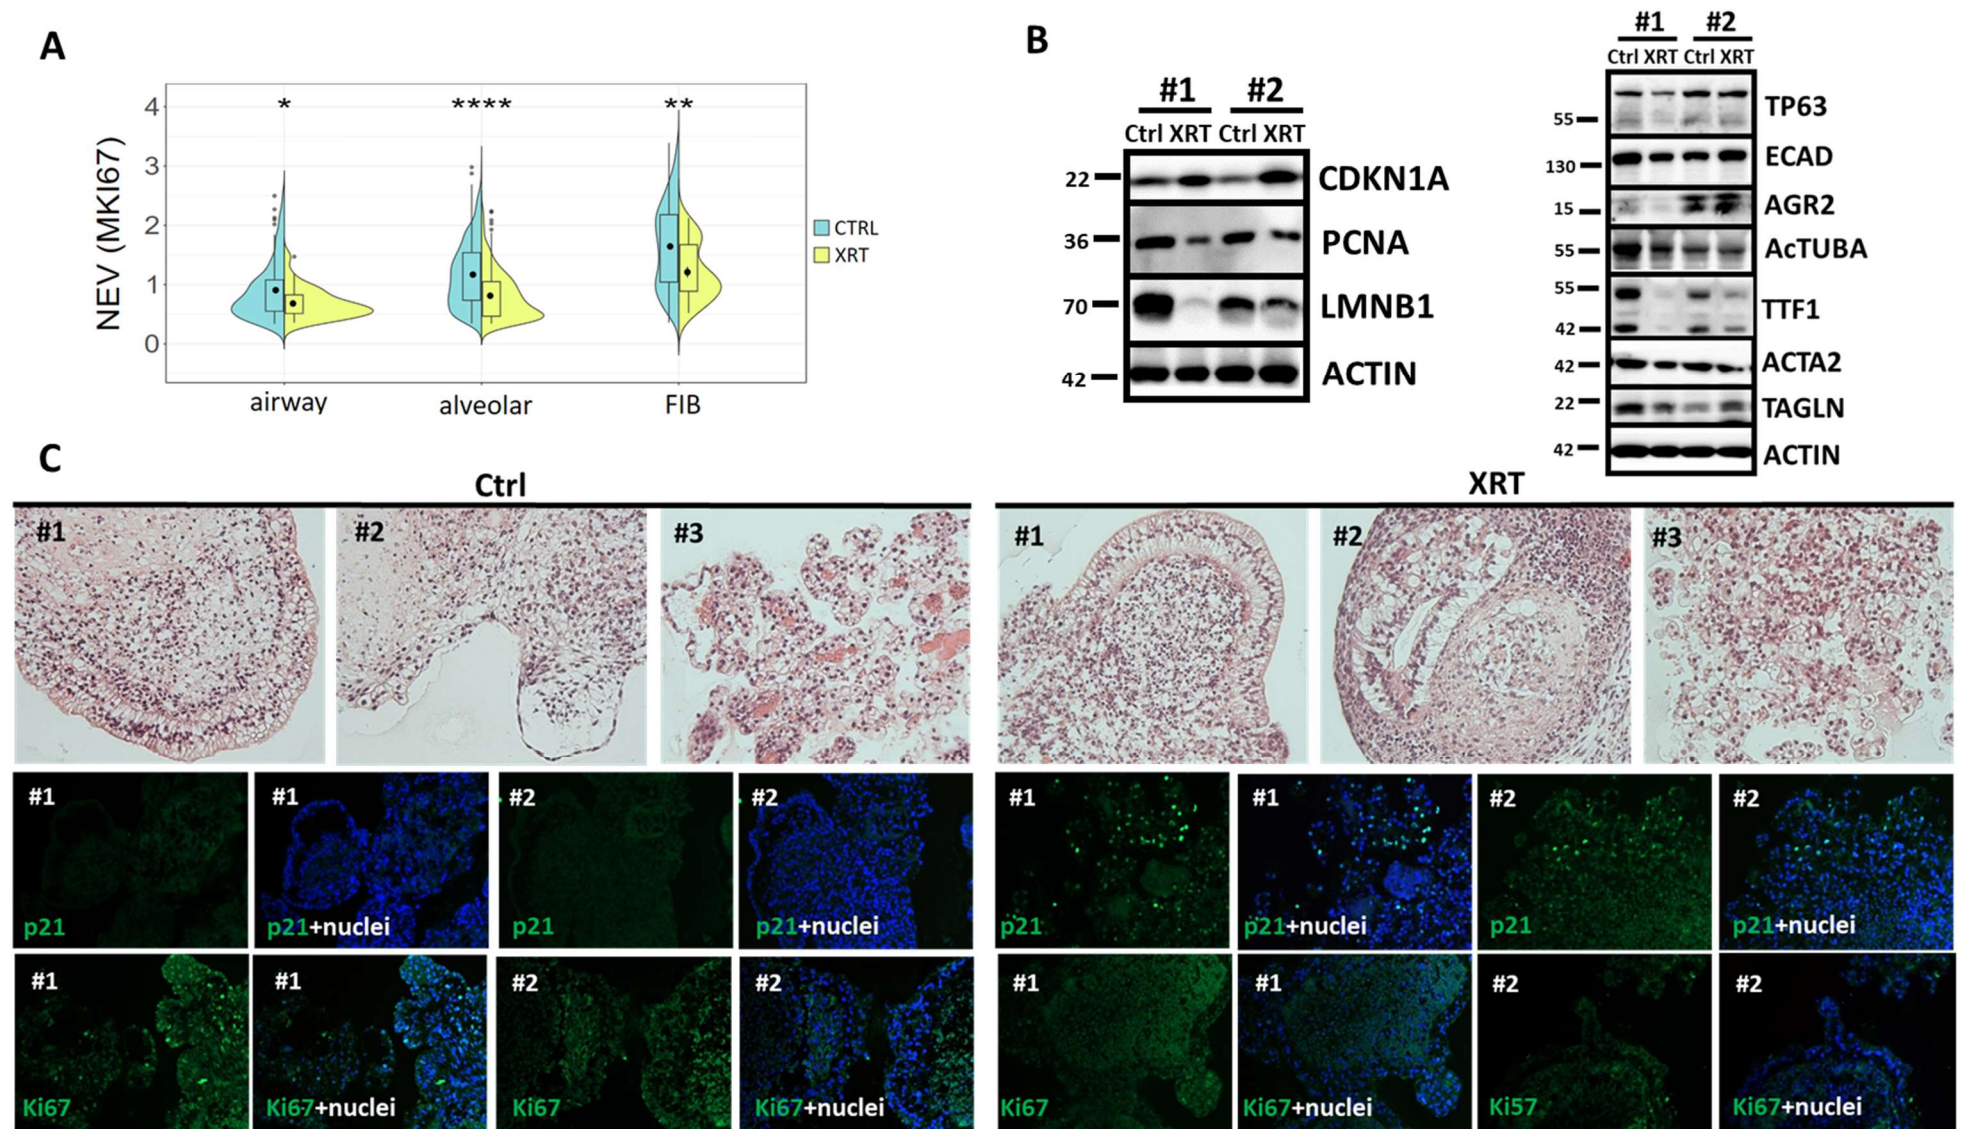 A
* **** **
4
3
2
1
0
NEV (MKI67)
CTRL
XRT
airway alveolar FIB
B
#1 #2
Ctrl XRT Ctrl XRT
22 CDKN1A
36 PCNA
70 LMNB1
42 ACTIN
#1 #2
Ctrl XRT Ctrl XRT
55 TP63
130 ECAD
15 AGR2
55 AcTUBA
55
42 TTF1
42 ACTA2
22 TAGLN
42 ACTIN
C
Ctrl XRT
#1 #2 #3 #1 #2 #3
#1 #1 #2 #2 #1 #1 #2 #2
p21 p21+nuclei p21 p21+nuclei p21 p21+nuclei p21 p21+nuclei
#1 #1 #2 #2 #1 #1 #2 #2
Ki67 Ki67+nuclei Ki67 Ki67+nuclei Ki67 Ki67+nuclei Ki57 Ki67+nuclei